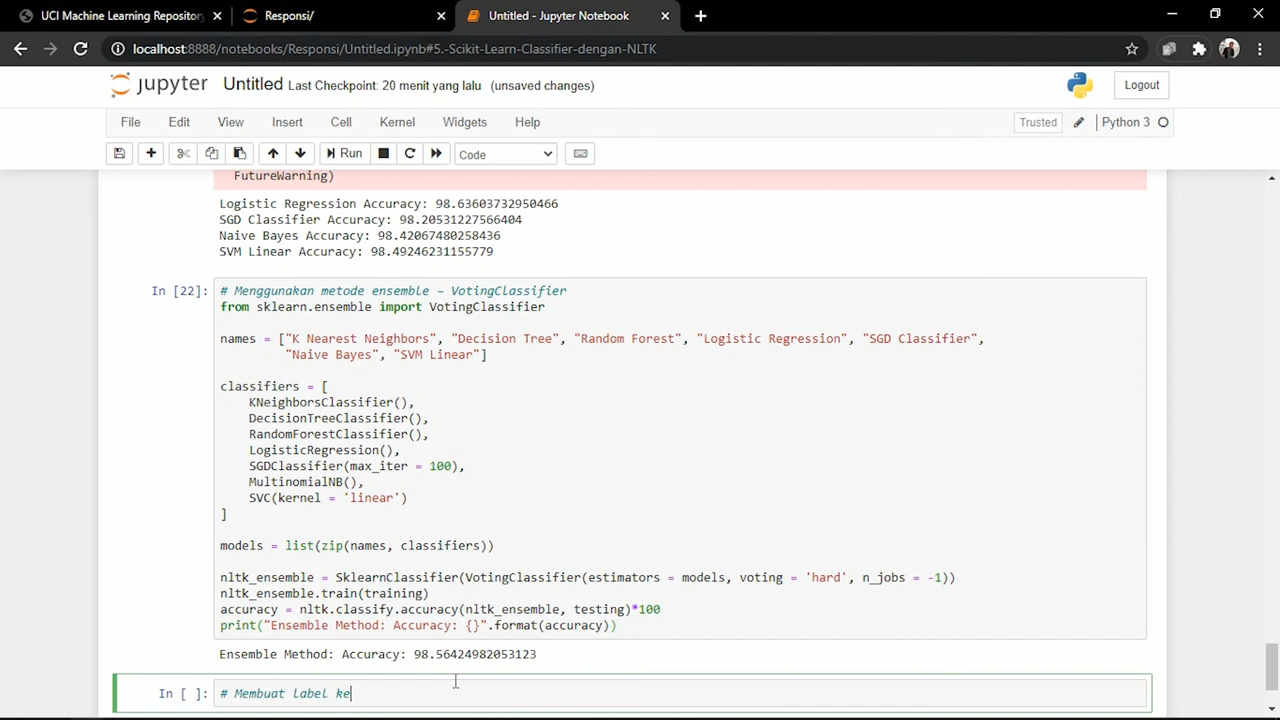 UCI Machine Learning Repository
Responsi/
Untitled - Jupyter Notebook
localhost:8888/notebooks/Responsi/Untitled.ipynb#5.-Scikit-Learn-Classifier-dengan-NLTK
jupyter Untitled Last Checkpoint: 20 menit yang lalu (unsaved changes) Logout
File Edit View Insert Cell Kernel Widgets Help Trusted Python 3
Run Code
FutureWarning)
Logistic Regression Accuracy: 98.63603732950466
SGD Classifier Accuracy: 98.20531227566404
Naive Bayes Accuracy: 98.42067480258436
SVM Linear Accuracy: 98.49246231155779
In [22]: # Menggunakan metode ensemble – VotingClassifier
from sklearn.ensemble import VotingClassifier
names = ["K Nearest Neighbors", "Decision Tree", "Random Forest", "Logistic Regression", "SGD Classifier",
"Naive Bayes", "SVM Linear"]
classifiers = [
KNeighborsClassifier(),
DecisionTreeClassifier(),
RandomForestClassifier(),
LogisticRegression(),
SGDClassifier(max_iter = 100),
MultinomialNB(),
SVC(kernel = 'linear')
]
models = list(zip(names, classifiers))
nltk_ensemble = SklearnClassifier(VotingClassifier(estimators = models, voting = 'hard', n_jobs = -1))
nltk_ensemble.train(training)
accuracy = nltk.classify.accuracy(nltk_ensemble, testing)*100
print("Ensemble Method: Accuracy: {}".format(accuracy))
Ensemble Method: Accuracy: 98.56424982053123
In [ ]: # Membuat label ke